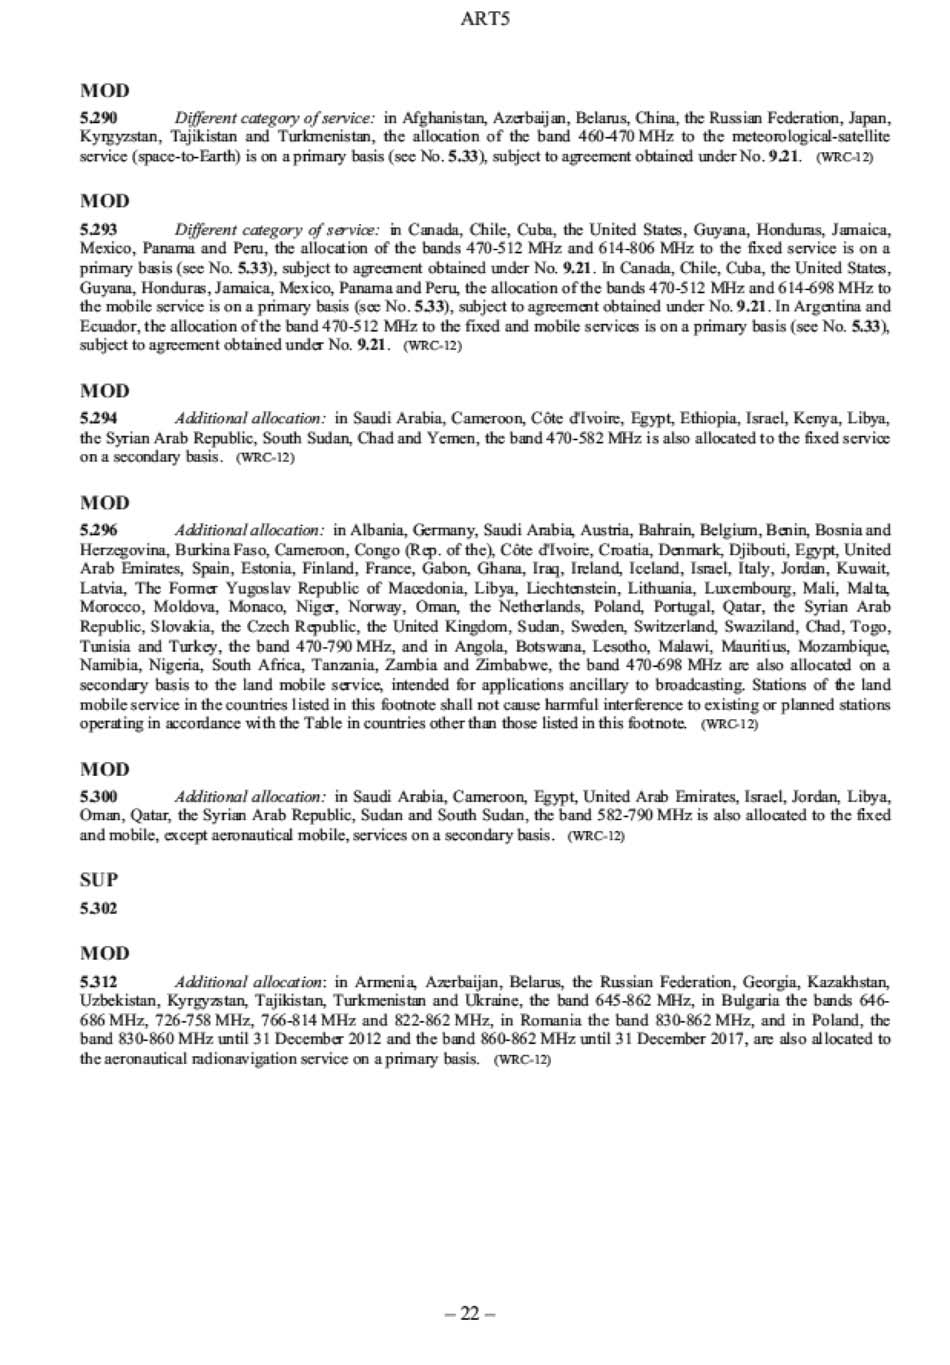 ART5
MOD
5.290 Different category of service: in Afghanistan, Azerbaijan, Belarus, China, the Russian Federation, Japan,
Kyrgyzstan, Tajikistan and Turkmenistan, the allocation of the band 460-470 MHz to the meteorological-satellite
service (space-to-Earth) is on a primary basis (see No. 5.33), subject to agreement obtained under No. 9.21. (WRC-12)
MOD
5.293 Different category of service: in Canada, Chile, Cuba, the United States, Guyana, Honduras, Jamaica,
Mexico, Panama and Peru, the allocation of the bands 470-512 MHz and 614-806 MHz to the fixed service is on a
primary basis (see No. 5.33), subject to agreement obtained under No. 9.21. In Canada, Chile, Cuba, the United States,
Guyana, Honduras, Jamaica, Mexico, Panama and Peru, the allocation of the bands 470-512 MHz and 614-698 MHz to
the mobile service is on a primary basis (see No. 5.33), subject to agreement obtained under No. 9.21. In Argentina and
Ecuador, the allocation of the band 470-512 MHz to the fixed and mobile services is on a primary basis (see No. 5.33),
subject to agreement obtained under No. 9.21. (WRC-12)
MOD
5.294 Additional allocation: in Saudi Arabia, Cameroon, Côte d'Ivoire, Egypt, Ethiopia, Israel, Kenya, Libya,
the Syrian Arab Republic, South Sudan, Chad and Yemen, the band 470-582 MHz is also allocated to the fixed service
on a secondary basis. (WRC-12)
MOD
5.296 Additional allocation: in Albania, Germany, Saudi Arabia, Austria, Bahrain, Belgium, Benin, Bosnia and
Herzegovina, Burkina Faso, Cameroon, Congo (Rep. of the), Côte d'Ivoire, Croatia, Denmark, Djibouti, Egypt, United
Arab Emirates, Spain, Estonia, Finland, France, Gabon, Ghana, Iraq, Ireland, Iceland, Israel, Italy, Jordan, Kuwait,
Latvia, The Former Yugoslav Republic of Macedonia, Libya, Liechtenstein, Lithuania, Luxembourg, Mali, Malta,
Morocco, Moldova, Monaco, Niger, Norway, Oman, the Netherlands, Poland, Portugal, Qatar, the Syrian Arab
Republic, Slovakia, the Czech Republic, the United Kingdom, Sudan, Sweden, Switzerland, Swaziland, Chad, Togo,
Tunisia and Turkey, the band 470-790 MHz, and in Angola, Botswana, Lesotho, Malawi, Mauritius, Mozambique,
Namibia, Nigeria, South Africa, Tanzania, Zambia and Zimbabwe, the band 470-698 MHz are also allocated on a
secondary basis to the land mobile service, intended for applications ancillary to broadcasting. Stations of the land
mobile service in the countries listed in this footnote shall not cause harmful interference to existing or planned stations
operating in accordance with the Table in countries other than those listed in this footnote. (WRC-12)
MOD
5.300 Additional allocation: in Saudi Arabia, Cameroon, Egypt, United Arab Emirates, Israel, Jordan, Libya,
Oman, Qatar, the Syrian Arab Republic, Sudan and South Sudan, the band 582-790 MHz is also allocated to the fixed
and mobile, except aeronautical mobile, services on a secondary basis. (WRC-12)
SUP
5.302
MOD
5.312 Additional allocation: in Armenia, Azerbaijan, Belarus, the Russian Federation, Georgia, Kazakhstan,
Uzbekistan, Kyrgyzstan, Tajikistan, Turkmenistan and Ukraine, the band 645-862 MHz, in Bulgaria the bands 646-
686 MHz, 726-758 MHz, 766-814 MHz and 822-862 MHz, in Romania the band 830-862 MHz, and in Poland, the
band 830-860 MHz until 31 December 2012 and the band 860-862 MHz until 31 December 2017, are also allocated to
the aeronautical radionavigation service on a primary basis. (WRC-12)
– 22 –